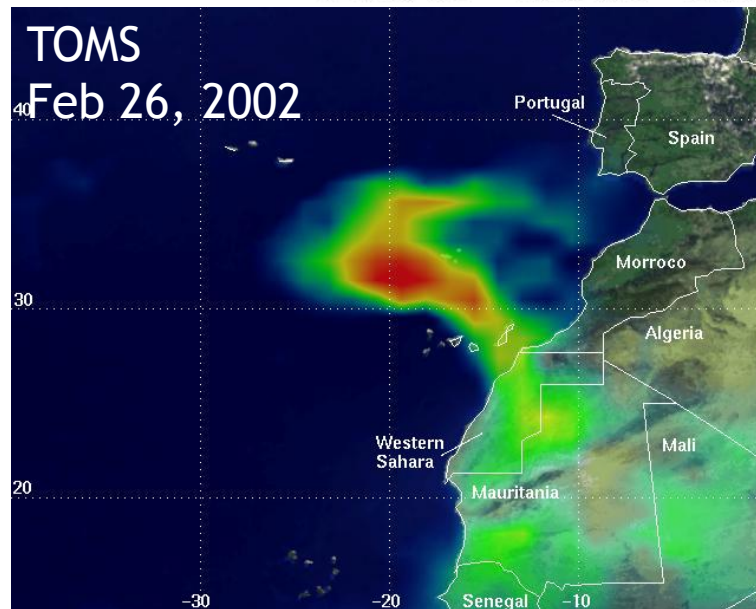 TOMS
Feb 26, 2002
40
Portugal
Spain
Morroco
30
Algeria
Western
Sahara
Mali
20
Mauritania
-30
-20
Senegal
-10